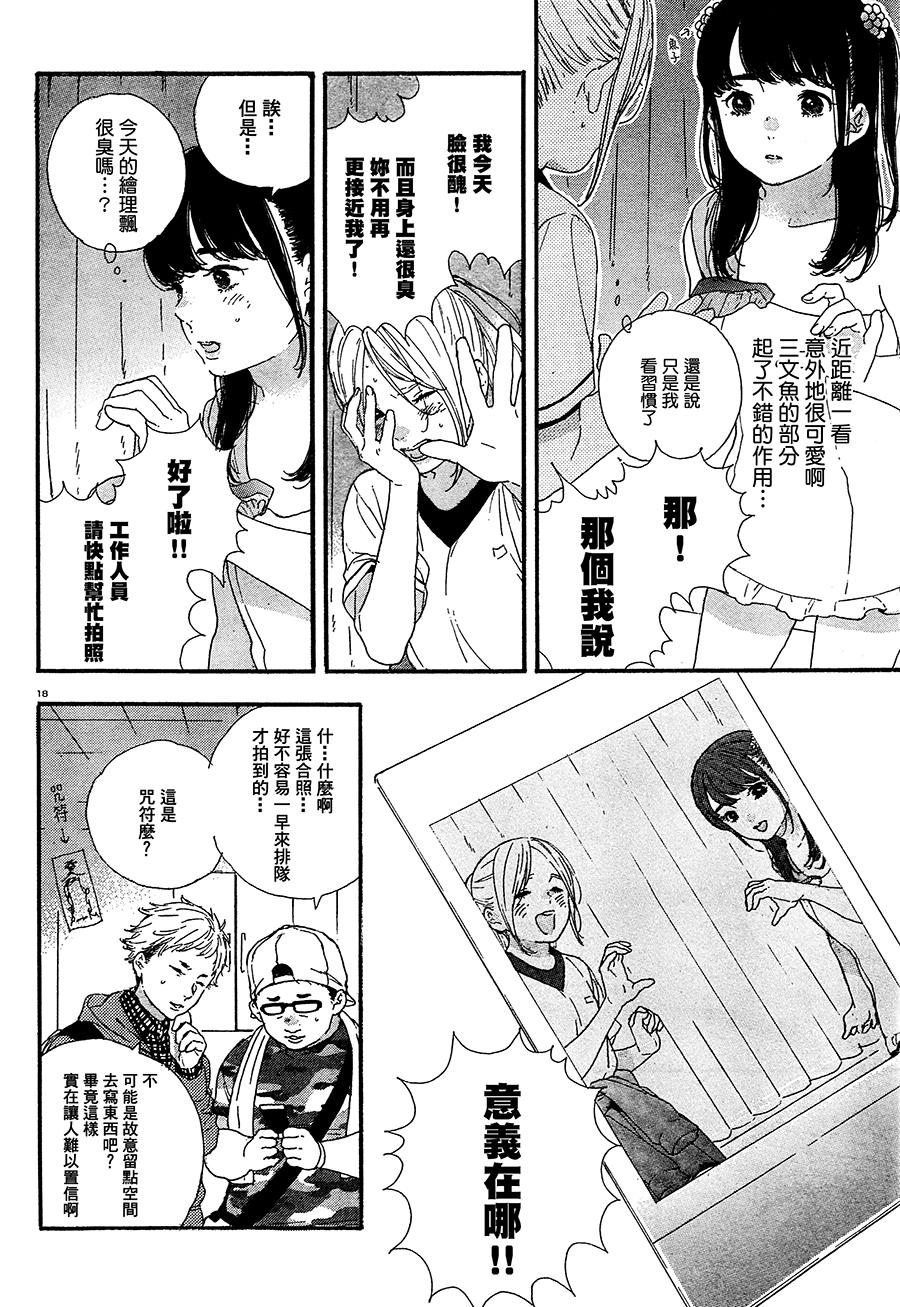 近距離一看
意外地很可愛啊
三文魚的部分
起了不錯的作用…
還是說
只是我
看習慣了
那！
那個我說
我今天
臉很醜！
而且身上還很臭
妳不用再
更接近我了！
誒…
但是…
今天的繪理飄
很臭嗎…？
好了啦!!
工作人員
請快點幫忙拍照
18
意義在哪!!
什…什麼啊
這張合照…
好不容易一早來排隊
才拍到的…
這是
咒符麼？
咒符→
不
可能是故意留點空間
去寫東西吧？
畢竟這樣
實在讓人難以置信